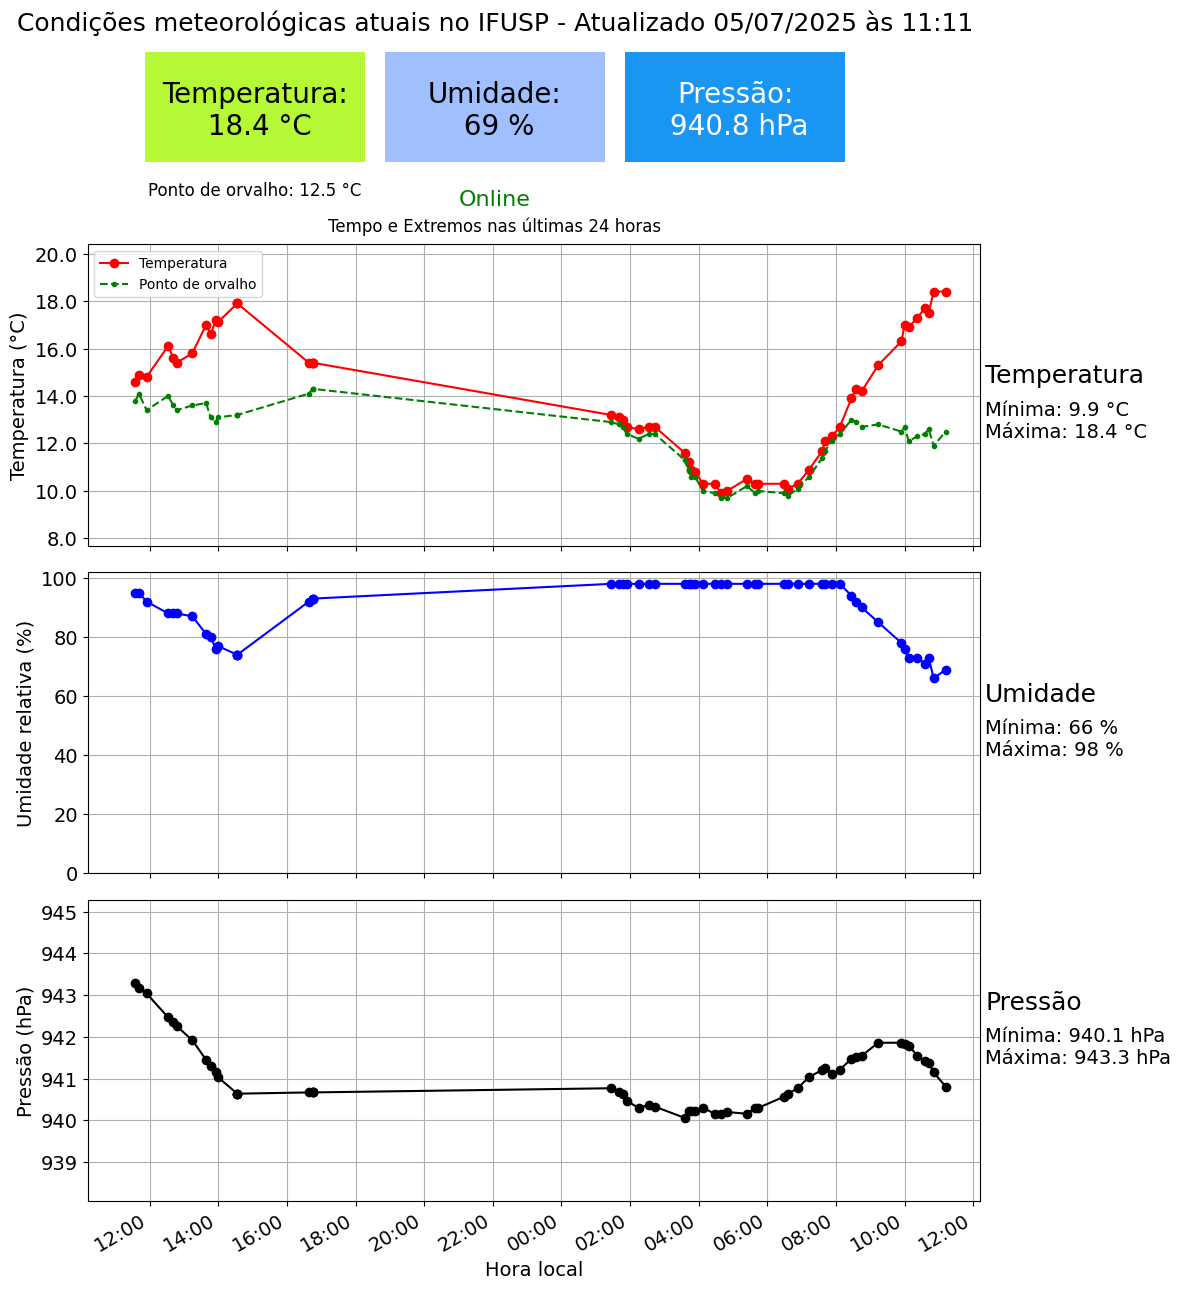 Condições meteorológicas atuais no IFUSP - Atualizado 05/07/2025 às 11:11
Temperatura:
18.4 °C
Umidade:
69 %
Pressão:
940.8 hPa
Ponto de orvalho: 12.5 °C
Online
Tempo e Extremos nas últimas 24 horas
Temperatura
Ponto de orvalho
Temperatura (°C)
20.0
18.0
16.0
14.0
12.0
10.0
8.0
Temperatura
Mínima: 9.9 °C
Máxima: 18.4 °C
Umidade relativa (%)
100
80
60
40
20
0
Umidade
Mínima: 66 %
Máxima: 98 %
Pressão (hPa)
945
944
943
942
941
940
939
Pressão
Mínima: 940.1 hPa
Máxima: 943.3 hPa
12:00
14:00
16:00
18:00
20:00
22:00
00:00
02:00
04:00
06:00
08:00
10:00
12:00
Hora local